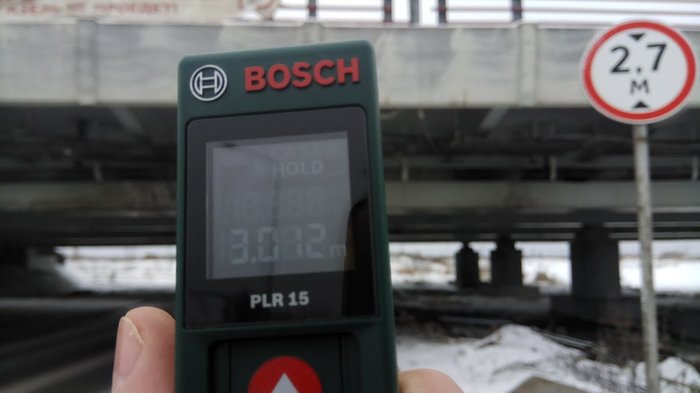 BOSCH
2,7
М
HOLD
3.012 m
PLR 15